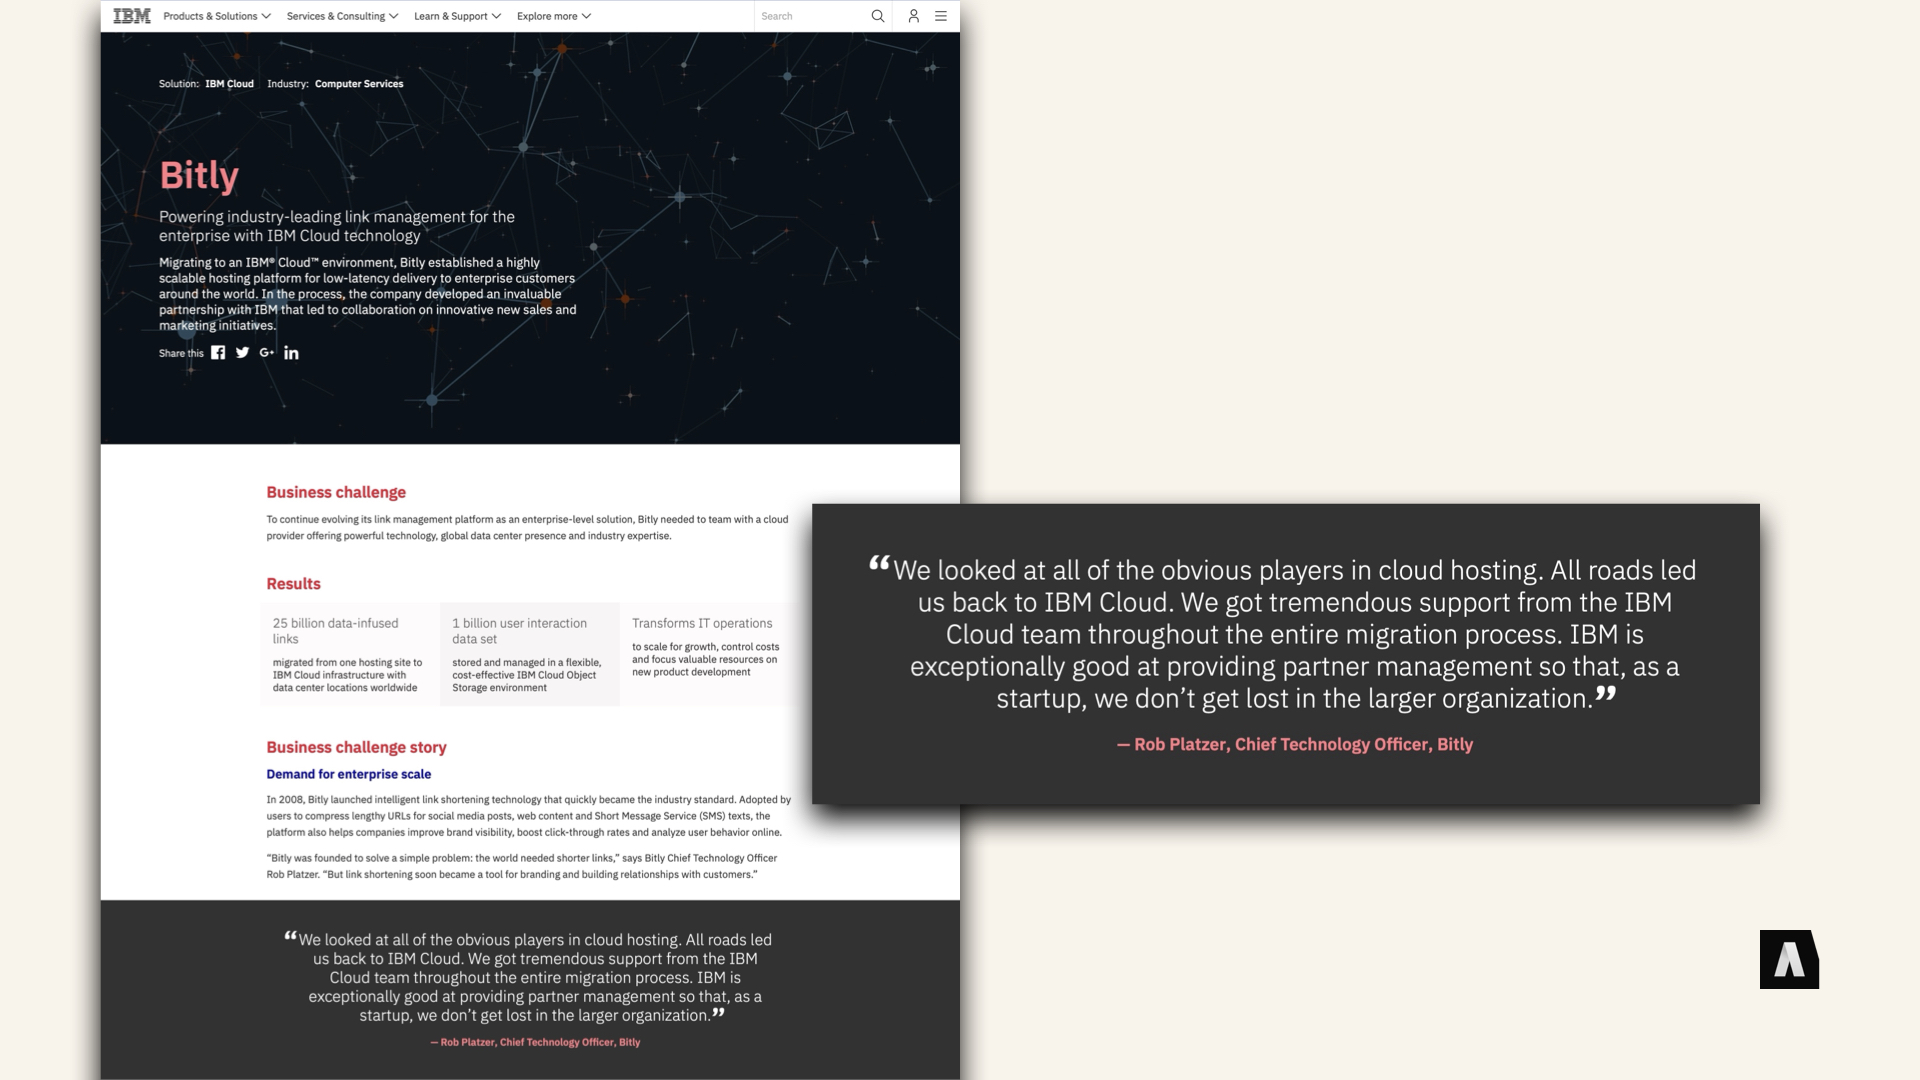 IBM Products & Solutions Services & Consulting Learn & Support Explore more Search
Solution: IBM Cloud Industry: Computer Services
Bitly
Powering industry-leading link management for the
enterprise with IBM Cloud technology
Migrating to an IBM® Cloud™ environment, Bitly established a highly
scalable hosting platform for low-latency delivery to enterprise customers
around the world. In the process, the company developed an invaluable
partnership with IBM that led to collaboration on innovative new sales and
marketing initiatives.
Share this
Business challenge
To continue evolving its link management platform as an enterprise-level solution, Bitly needed to team with a cloud
provider offering powerful technology, global data center presence and industry expertise.
Results
25 billion data-infused
links
migrated from one hosting site to
IBM Cloud infrastructure with
data center locations worldwide
1 billion user interaction
data set
stored and managed in a flexible,
cost-effective IBM Cloud Object
Storage environment
Transforms IT operations
to scale for growth, control costs
and focus valuable resources on
new product development
Business challenge story
Demand for enterprise scale
In 2008, Bitly launched intelligent link shortening technology that quickly became the industry standard. Adopted by
users to compress lengthy URLs for social media posts, web content and Short Message Service (SMS) texts, the
platform also helps companies improve brand visibility, boost click-through rates and analyze user behavior online.
“Bitly was founded to solve a simple problem: the world needed shorter links,” says Bitly Chief Technology Officer
Rob Platzer. “But link shortening soon became a tool for branding and building relationships with customers.”
“We looked at all of the obvious players in cloud hosting. All roads led
us back to IBM Cloud. We got tremendous support from the IBM
Cloud team throughout the entire migration process. IBM is
exceptionally good at providing partner management so that, as a
startup, we don’t get lost in the larger organization.”
— Rob Platzer, Chief Technology Officer, Bitly
“We looked at all of the obvious players in cloud hosting. All roads led
us back to IBM Cloud. We got tremendous support from the IBM
Cloud team throughout the entire migration process. IBM is
exceptionally good at providing partner management so that, as a
startup, we don’t get lost in the larger organization.”
— Rob Platzer, Chief Technology Officer, Bitly